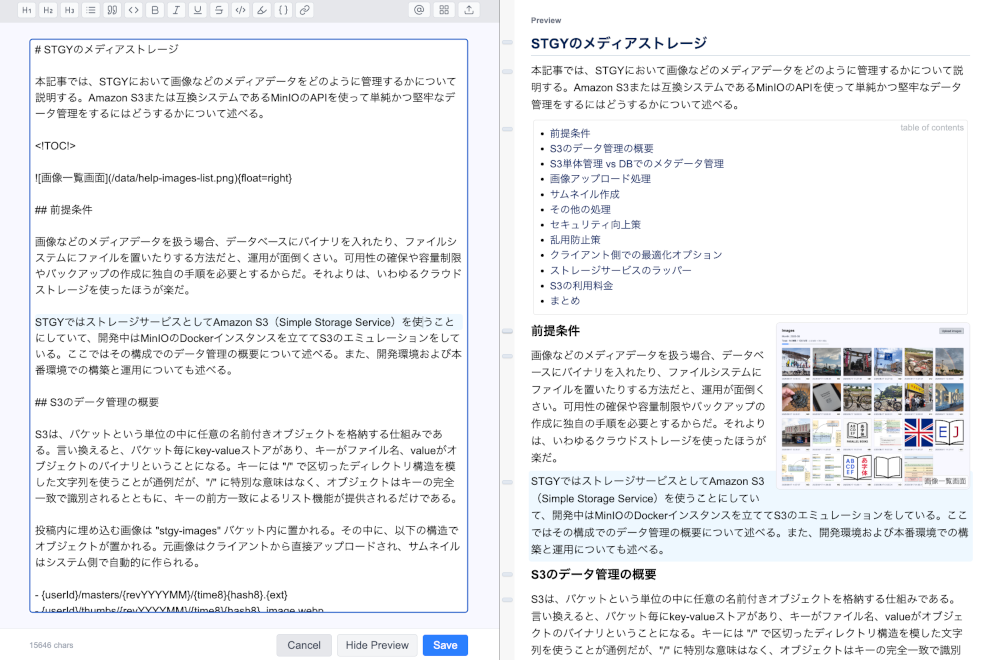 H1 H2 H3 B I U S
# STGYのメディアストレージ
本記事では、STGYにおいて画像などのメディアデータをどのように管理するかについて
説明する。Amazon S3または互換システムであるMinIOのAPIを使って単純かつ堅牢なデ
ータ管理をするにはどうするかについて述べる。
<!TOC!>
![画像一覧画面](/data/help-images-list.png){float=right}
## 前提条件
画像などのメディアデータを扱う場合、データベースにバイナリを入れたり、ファイルシ
ステムにファイルを置いたりする方法だと、運用が面倒くさい。可用性の確保や容量制限
やバックアップの作成に独自の手順を必要とするからだ。それよりは、いわゆるクラウド
ストレージを使ったほうが楽だ。
STGYではストレージサービスとしてAmazon S3（Simple Storage Service）を使うこと
にしていて、開発中はMinIOのDockerインスタンスを立ててS3のエミュレーションをして
いる。ここではその構成でのデータ管理の概要について述べる。また、開発環境および本
番環境での構築と運用についても述べる。
## S3のデータ管理の概要
S3は、バケットという単位の中に任意の名前付きオブジェクトを格納する仕組みであ
る。言い換えると、バケット毎にkey-valueストアがあり、キーがファイル名、valueがオ
ブジェクトのバイナリということになる。キーには "/" で区切ったディレクトリ構造を模
した文字列を使うことが通例だが、"/" に特別な意味はなく、オブジェクトはキーの完全
一致で識別されるとともに、キーの前方一致によるリスト機能が提供されるだけである。
投稿内に埋め込む画像は "stgy-images" バケット内に置かれる。その中に、以下の構造で
オブジェクトが置かれる。元画像はクライアントから直接アップロードされ、サムネイル
はシステム側で自動的に作られる。
- {userId}/masters/{revYYYYMM}/{time8}{hash8}.{ext}
- {userId}/thumbs/{revYYYYMM}/{time8}{hash8}_image.webp
15646 chars
Cancel
Hide Preview
Save
Preview
STGYのメディアストレージ
本記事では、STGYにおいて画像などのメディアデータをどのように管理するかについて説
明する。Amazon S3または互換システムであるMinIOのAPIを使って単純かつ堅牢なデータ
管理をするにはどうするかについて述べる。
table of contents
前提条件
S3のデータ管理の概要
S3単体管理 vs DBでのメタデータ管理
画像アップロード処理
サムネイル作成
その他の処理
セキュリティ向上策
乱用防止策
クライアント側での最適化オプション
ストレージサービスのラッパー
S3の利用料金
まとめ
前提条件
画像などのメディアデータを扱う場合、データベ
ースにバイナリを入れたり、ファイルシステムに
ファイルを置いたりする方法だと、運用が面倒く
さい。可用性の確保や容量制限やバックアップの
作成に独自の手順を必要とするからだ。それより
は、いわゆるクラウドストレージを使ったほうが
楽だ。
Images
画像一覧画面
STGYではストレージサービスとしてAmazon S3
（Simple Storage Service）を使うことにしてい
て、開発中はMinIOのDockerインスタンスを立ててS3のエミュレーションをしている。ここ
ではその構成でのデータ管理の概要について述べる。また、開発環境および本番環境での構
築と運用についても述べる。
S3のデータ管理の概要
S3は、バケットという単位の中に任意の名前付きオブジェクトを格納する仕組みである。
言い換えると、バケット毎にkey-valueストアがあり、キーがファイル名、valueがオブジェ
クトのバイナリということになる。キーには "/" で区切ったディレクトリ構造を模した文字
列を使うことが通例だが、"/" に特別な意味はなく、オブジェクトはキーの完全一致で識別